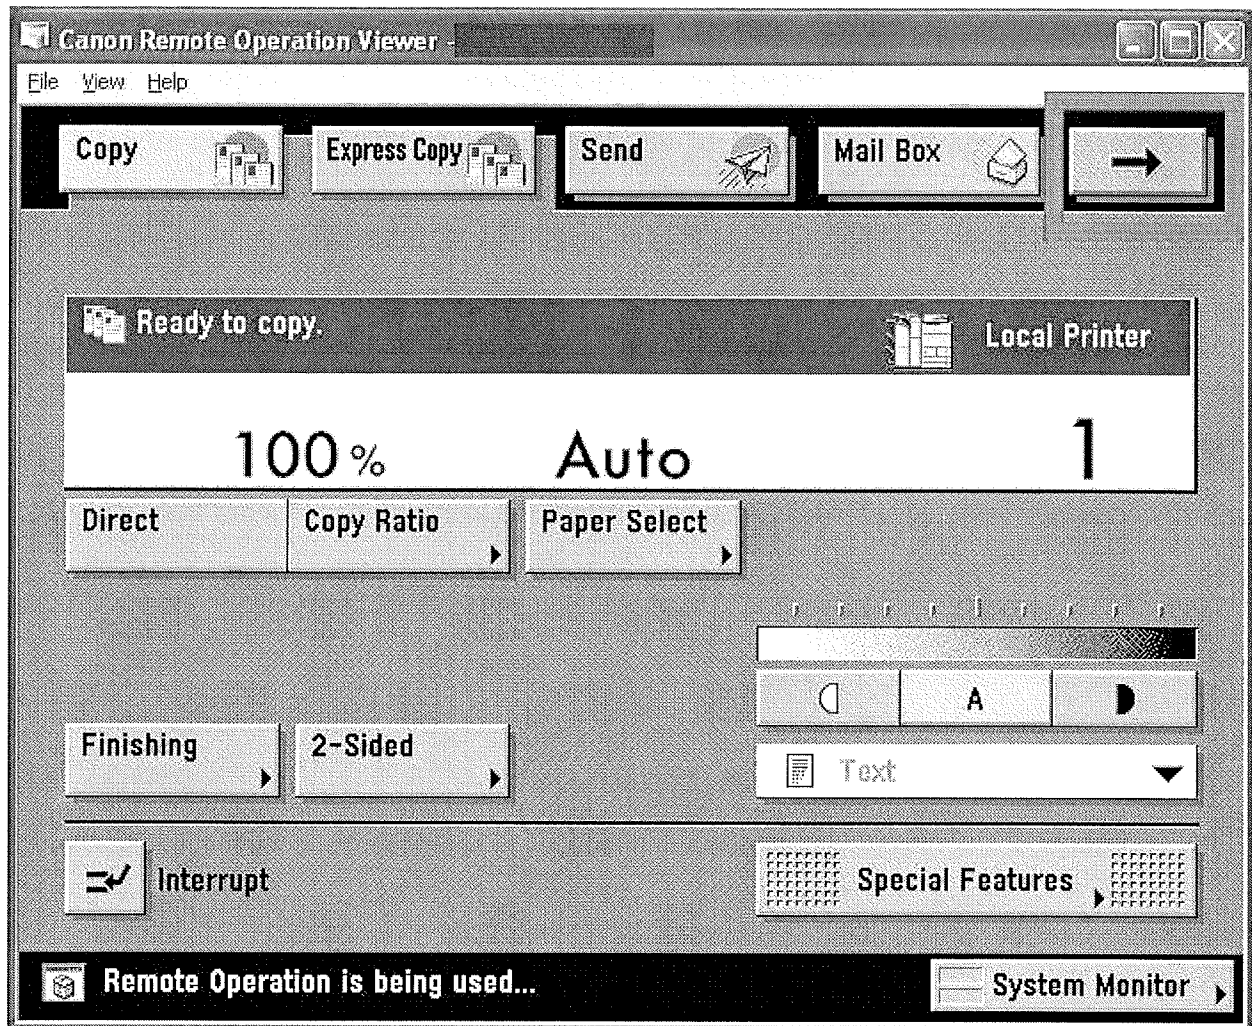 Canon Remote Operation Viewer -
File View Help
Copy Express Copy Send Mail Box
Ready to copy. Local Printer
100 % Auto 1
Direct Copy Ratio Paper Select
A
Finishing 2-Sided Text
Interrupt Special Features
Remote Operation is being used... System Monitor